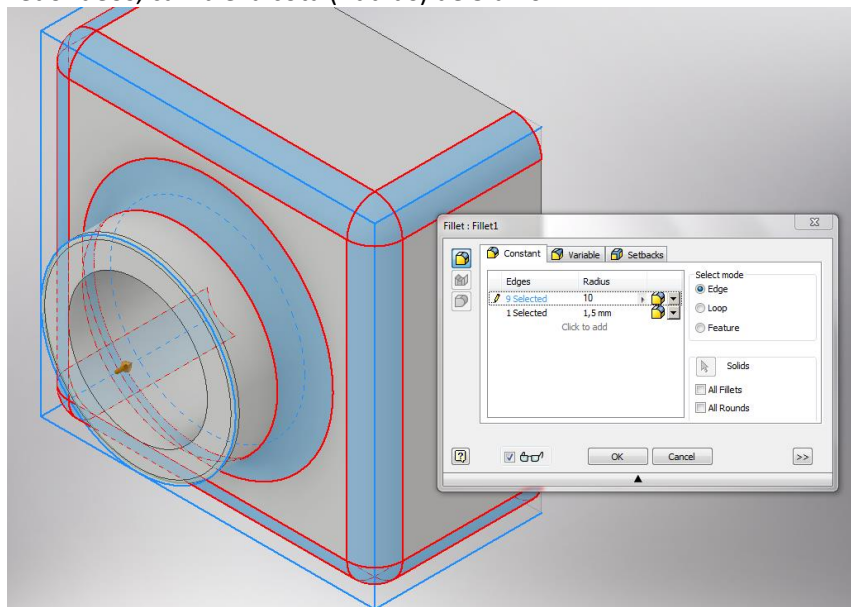 Fillet : Fillet1
Constant Variable Setbacks
Edges Radius
9 Selected 10
1 Selected 1,5 mm
Click to add
Select mode
Edge
Loop
Feature
Solids
All Fillets
All Rounds
OK Cancel >>